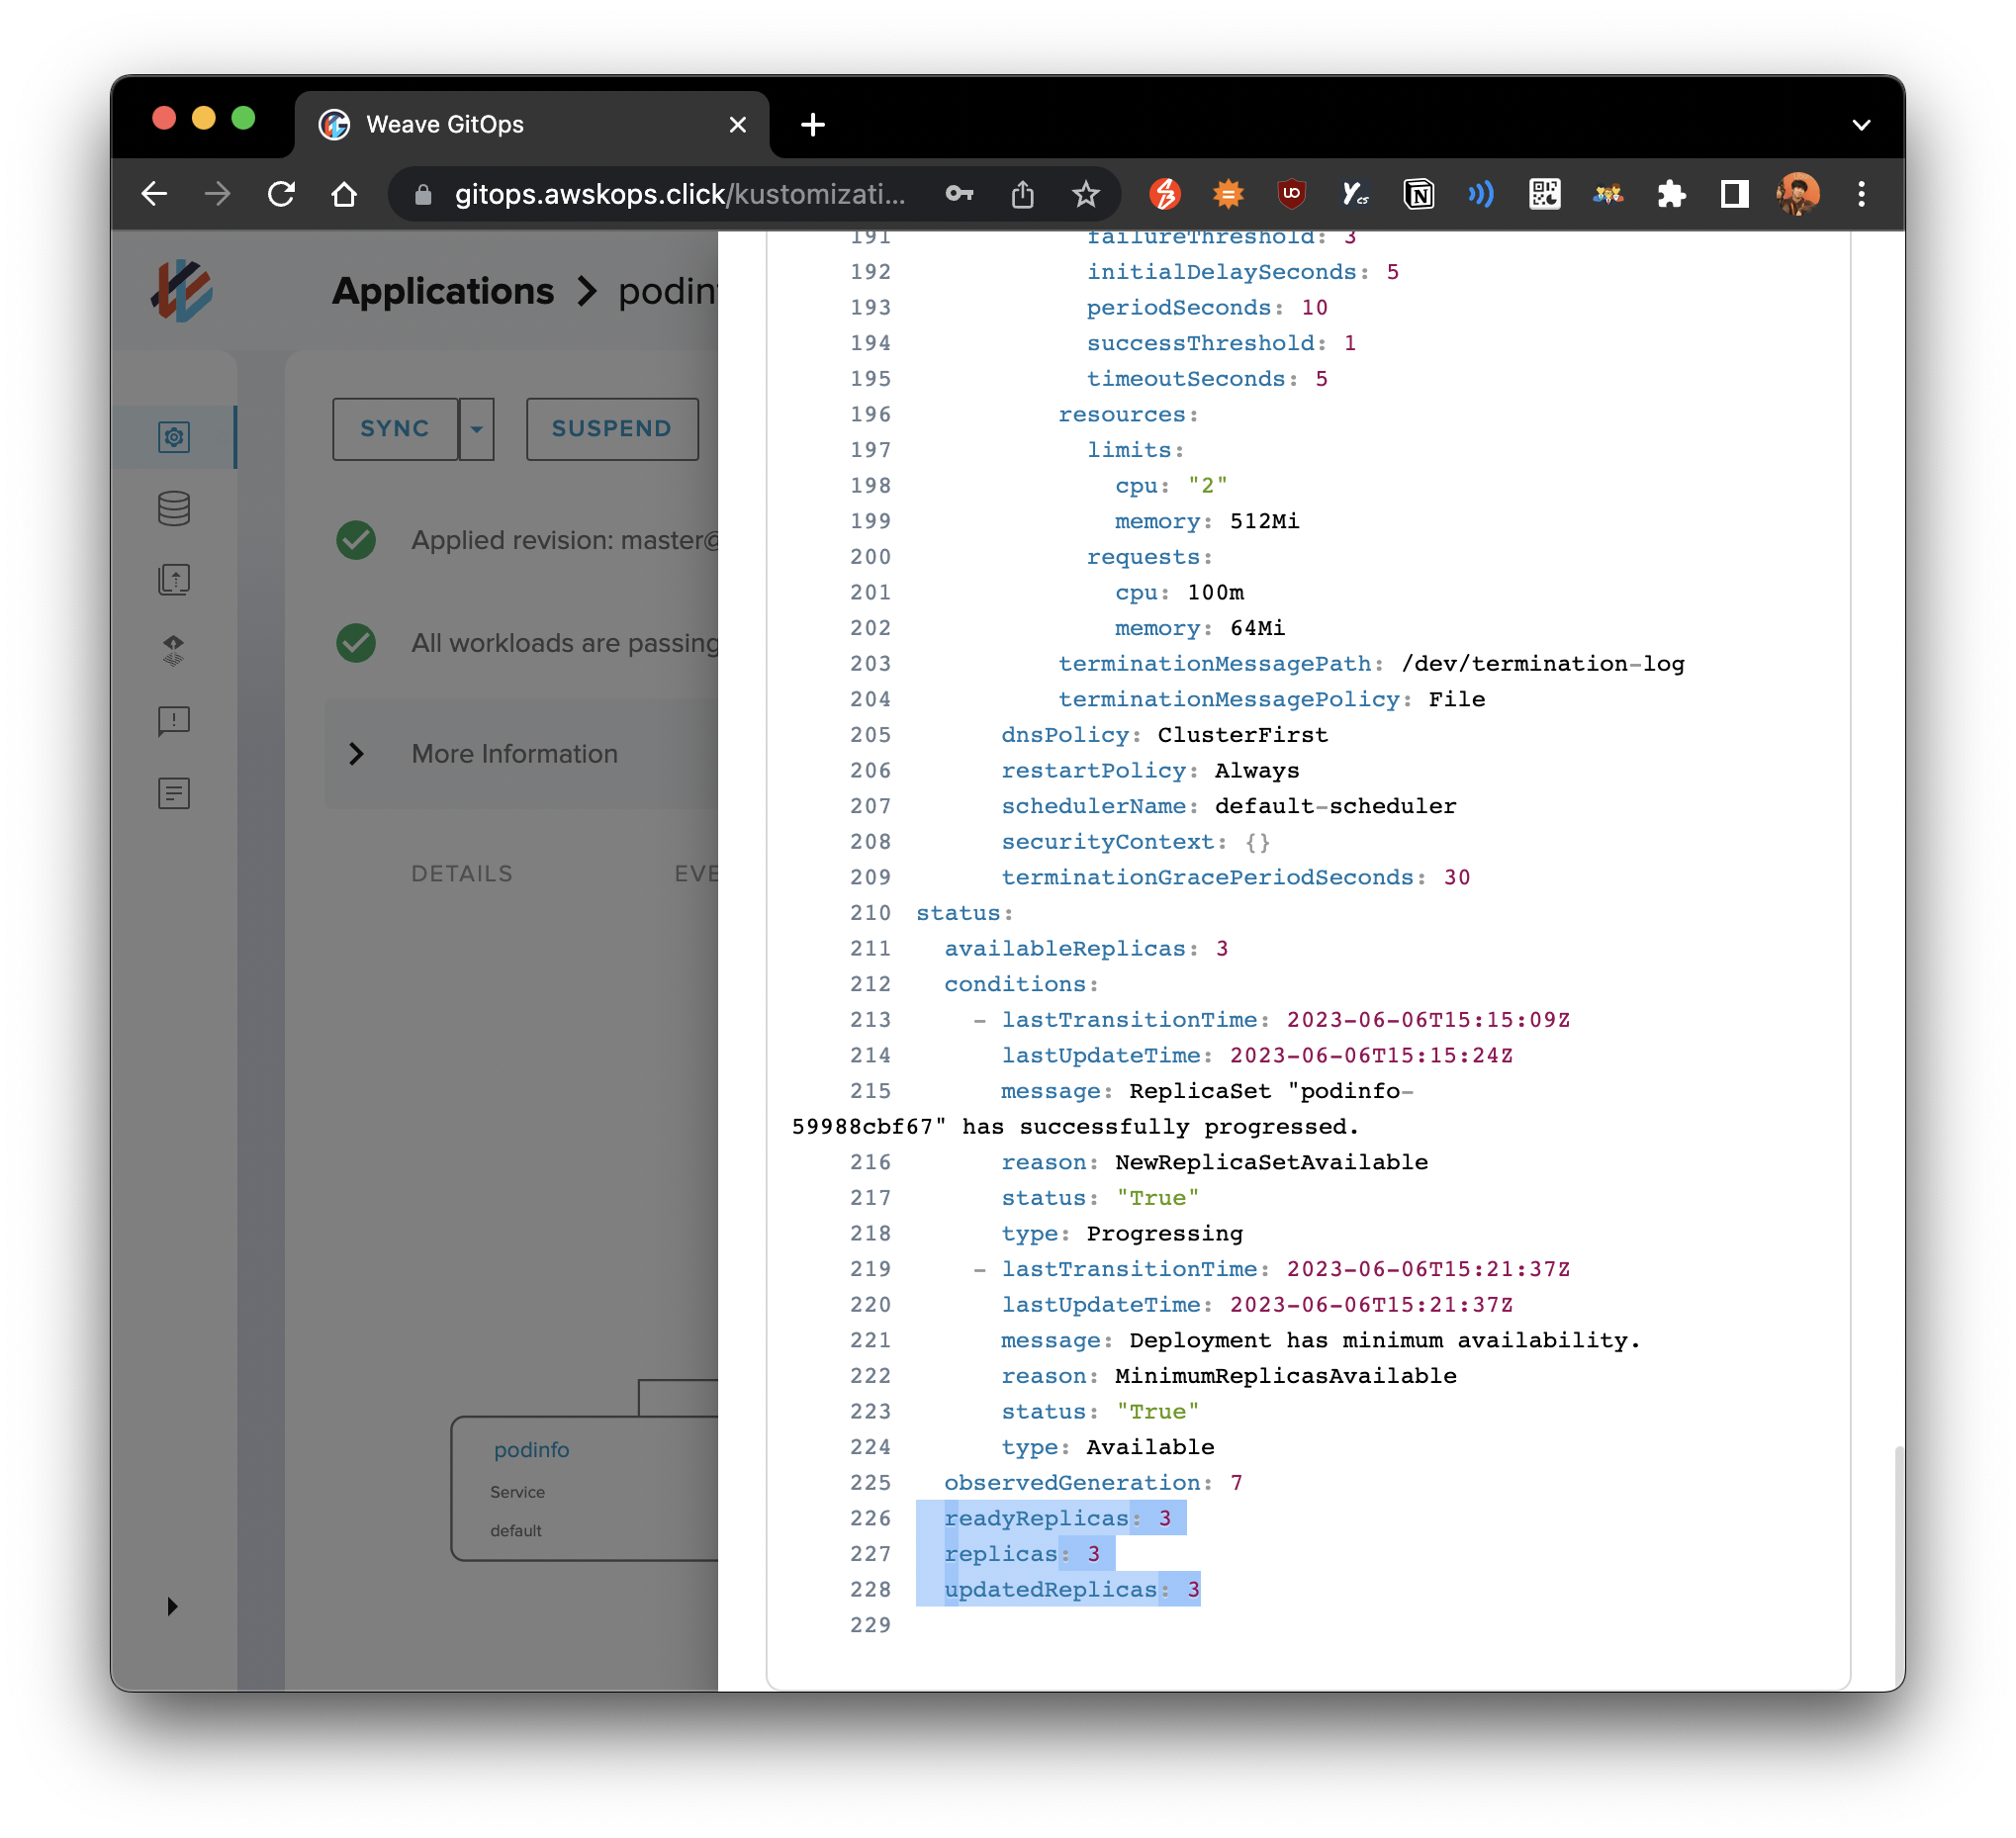 Weave GitOps
gitops.awskops.click/kustomizati...
Applications > podin
SYNC
SUSPEND
Applied revision: master@
All workloads are passing
More Information
DETAILS
EVE
podinfo
Service
default
191 failureThreshold: 3
192 initialDelaySeconds: 5
193 periodSeconds: 10
194 successThreshold: 1
195 timeoutSeconds: 5
196 resources:
197 limits:
198 cpu: "2"
199 memory: 512Mi
200 requests:
201 cpu: 100m
202 memory: 64Mi
203 terminationMessagePath: /dev/termination-log
204 terminationMessagePolicy: File
205 dnsPolicy: ClusterFirst
206 restartPolicy: Always
207 schedulerName: default-scheduler
208 securityContext: {}
209 terminationGracePeriodSeconds: 30
210 status:
211 availableReplicas: 3
212 conditions:
213 - lastTransitionTime: 2023-06-06T15:15:09Z
214 lastUpdateTime: 2023-06-06T15:15:24Z
215 message: ReplicaSet "podinfo-
59988cbf67" has successfully progressed.
216 reason: NewReplicaSetAvailable
217 status: "True"
218 type: Progressing
219 - lastTransitionTime: 2023-06-06T15:21:37Z
220 lastUpdateTime: 2023-06-06T15:21:37Z
221 message: Deployment has minimum availability.
222 reason: MinimumReplicasAvailable
223 status: "True"
224 type: Available
225 observedGeneration: 7
226 readyReplicas: 3
227 replicas: 3
228 updatedReplicas: 3
229